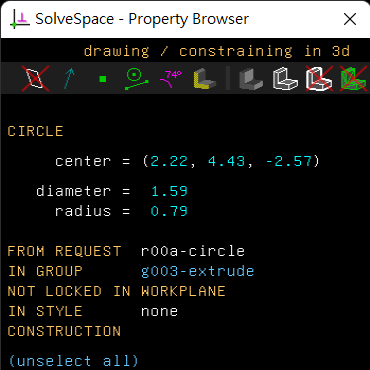 SolveSpace - Property Browser
drawing / constraining in 3d
74°
CIRCLE
center = (2.22, 4.43, -2.57)
diameter = 1.59
radius = 0.79
FROM REQUEST r00a-circle
IN GROUP g003-extrude
NOT LOCKED IN WORKPLANE
IN STYLE none
CONSTRUCTION
(unselect all)